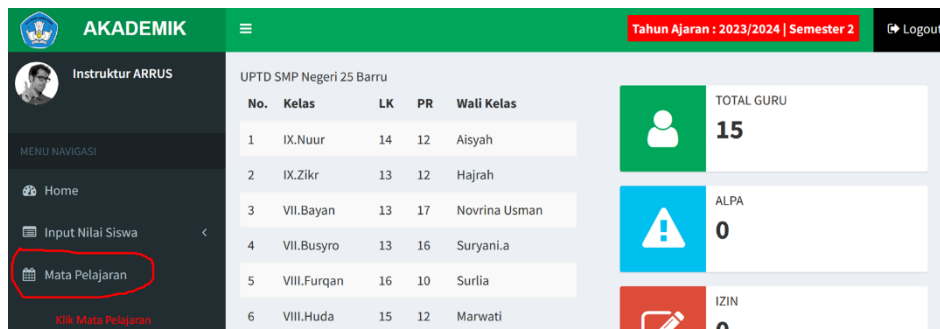 AKADEMIK
Tahun Ajaran : 2023/2024 | Semester 2
Logout
Instruktur ARRUS
MENU NAVIGASI
Home
Input Nilai Siswa
Mata Pelajaran
Klik Mata Pelajaran
UPTD SMP Negeri 25 Barru
No. Kelas LK PR Wali Kelas
1 IX.Nuur 14 12 Aisyah
2 IX.Zikr 13 12 Hajrah
3 VII.Bayan 13 17 Novrina Usman
4 VII.Busyro 13 16 Suryani.a
5 VIII.Furqan 16 10 Surlia
6 VIII.Huda 15 12 Marwati
TOTAL GURU
15
ALPA
0
IZIN
0